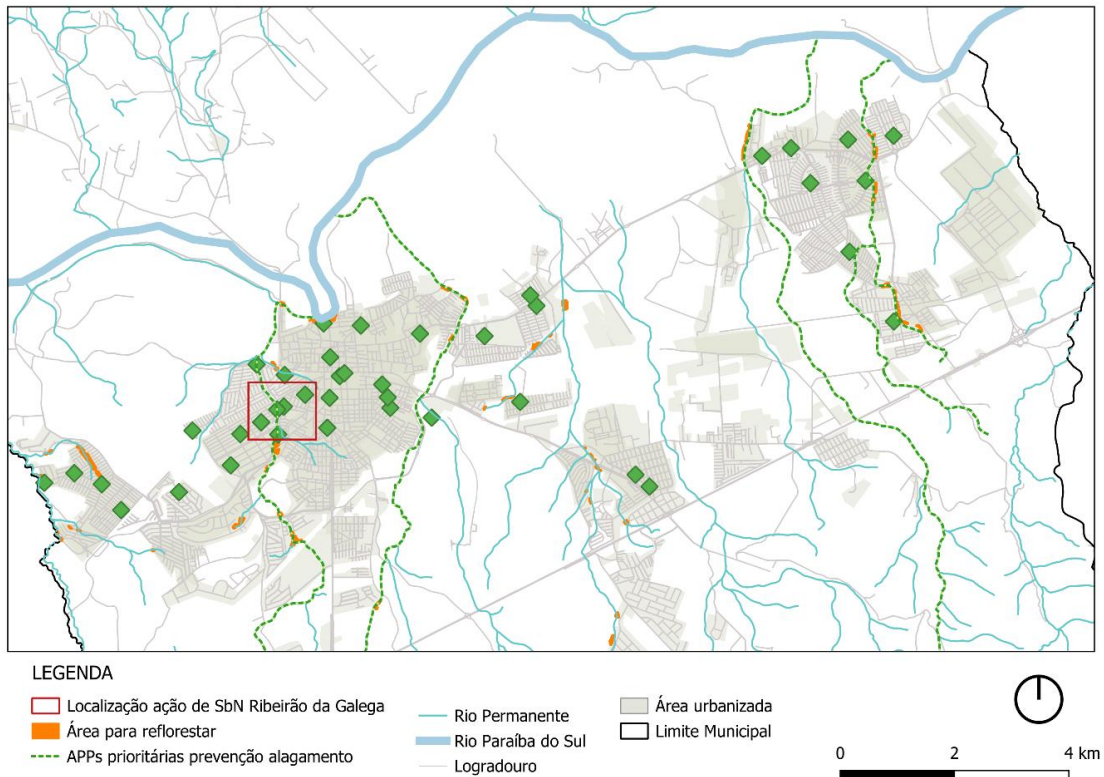 LEGENDA
Localização ação de SbN Ribeirão da Galega
Área para reflorestar
APPs prioritárias prevenção alagamento
Rio Permanente
Rio Paraíba do Sul
Logradouro
Área urbanizada
Limite Municipal
0 2 4 km